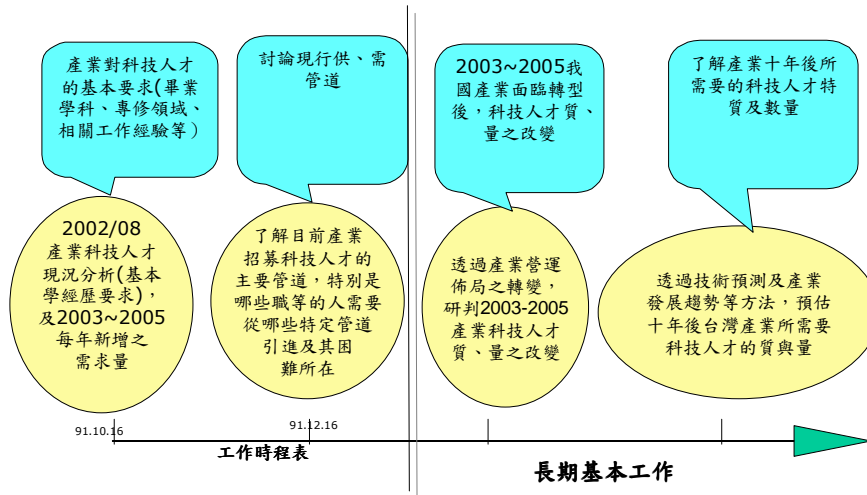 產業對科技人才
的基本要求(畢業
學科、專修領域、
相關工作經驗等）
討論現行供、需
管道
2003~2005我
國產業面臨轉型
後，科技人才質、
量之改變
了解產業十年後所
需要的科技人才特
質及數量
2002/08
產業科技人才
現況分析(基本
學經歷要求)，
及2003~2005
每年新增之
需求量
了解目前產業
招募科技人才的
主要管道，特別是
哪些職等的人需要
從哪些特定管道
引進及其困
難所在
透過產業營運
佈局之轉變，
研判2003-2005
產業科技人才
質、量之改變
透過技術預測及產業
發展趨勢等方法，預估
十年後台灣產業所需要
科技人才的質與量
91.10.16
91.12.16
工作時程表
長期基本工作